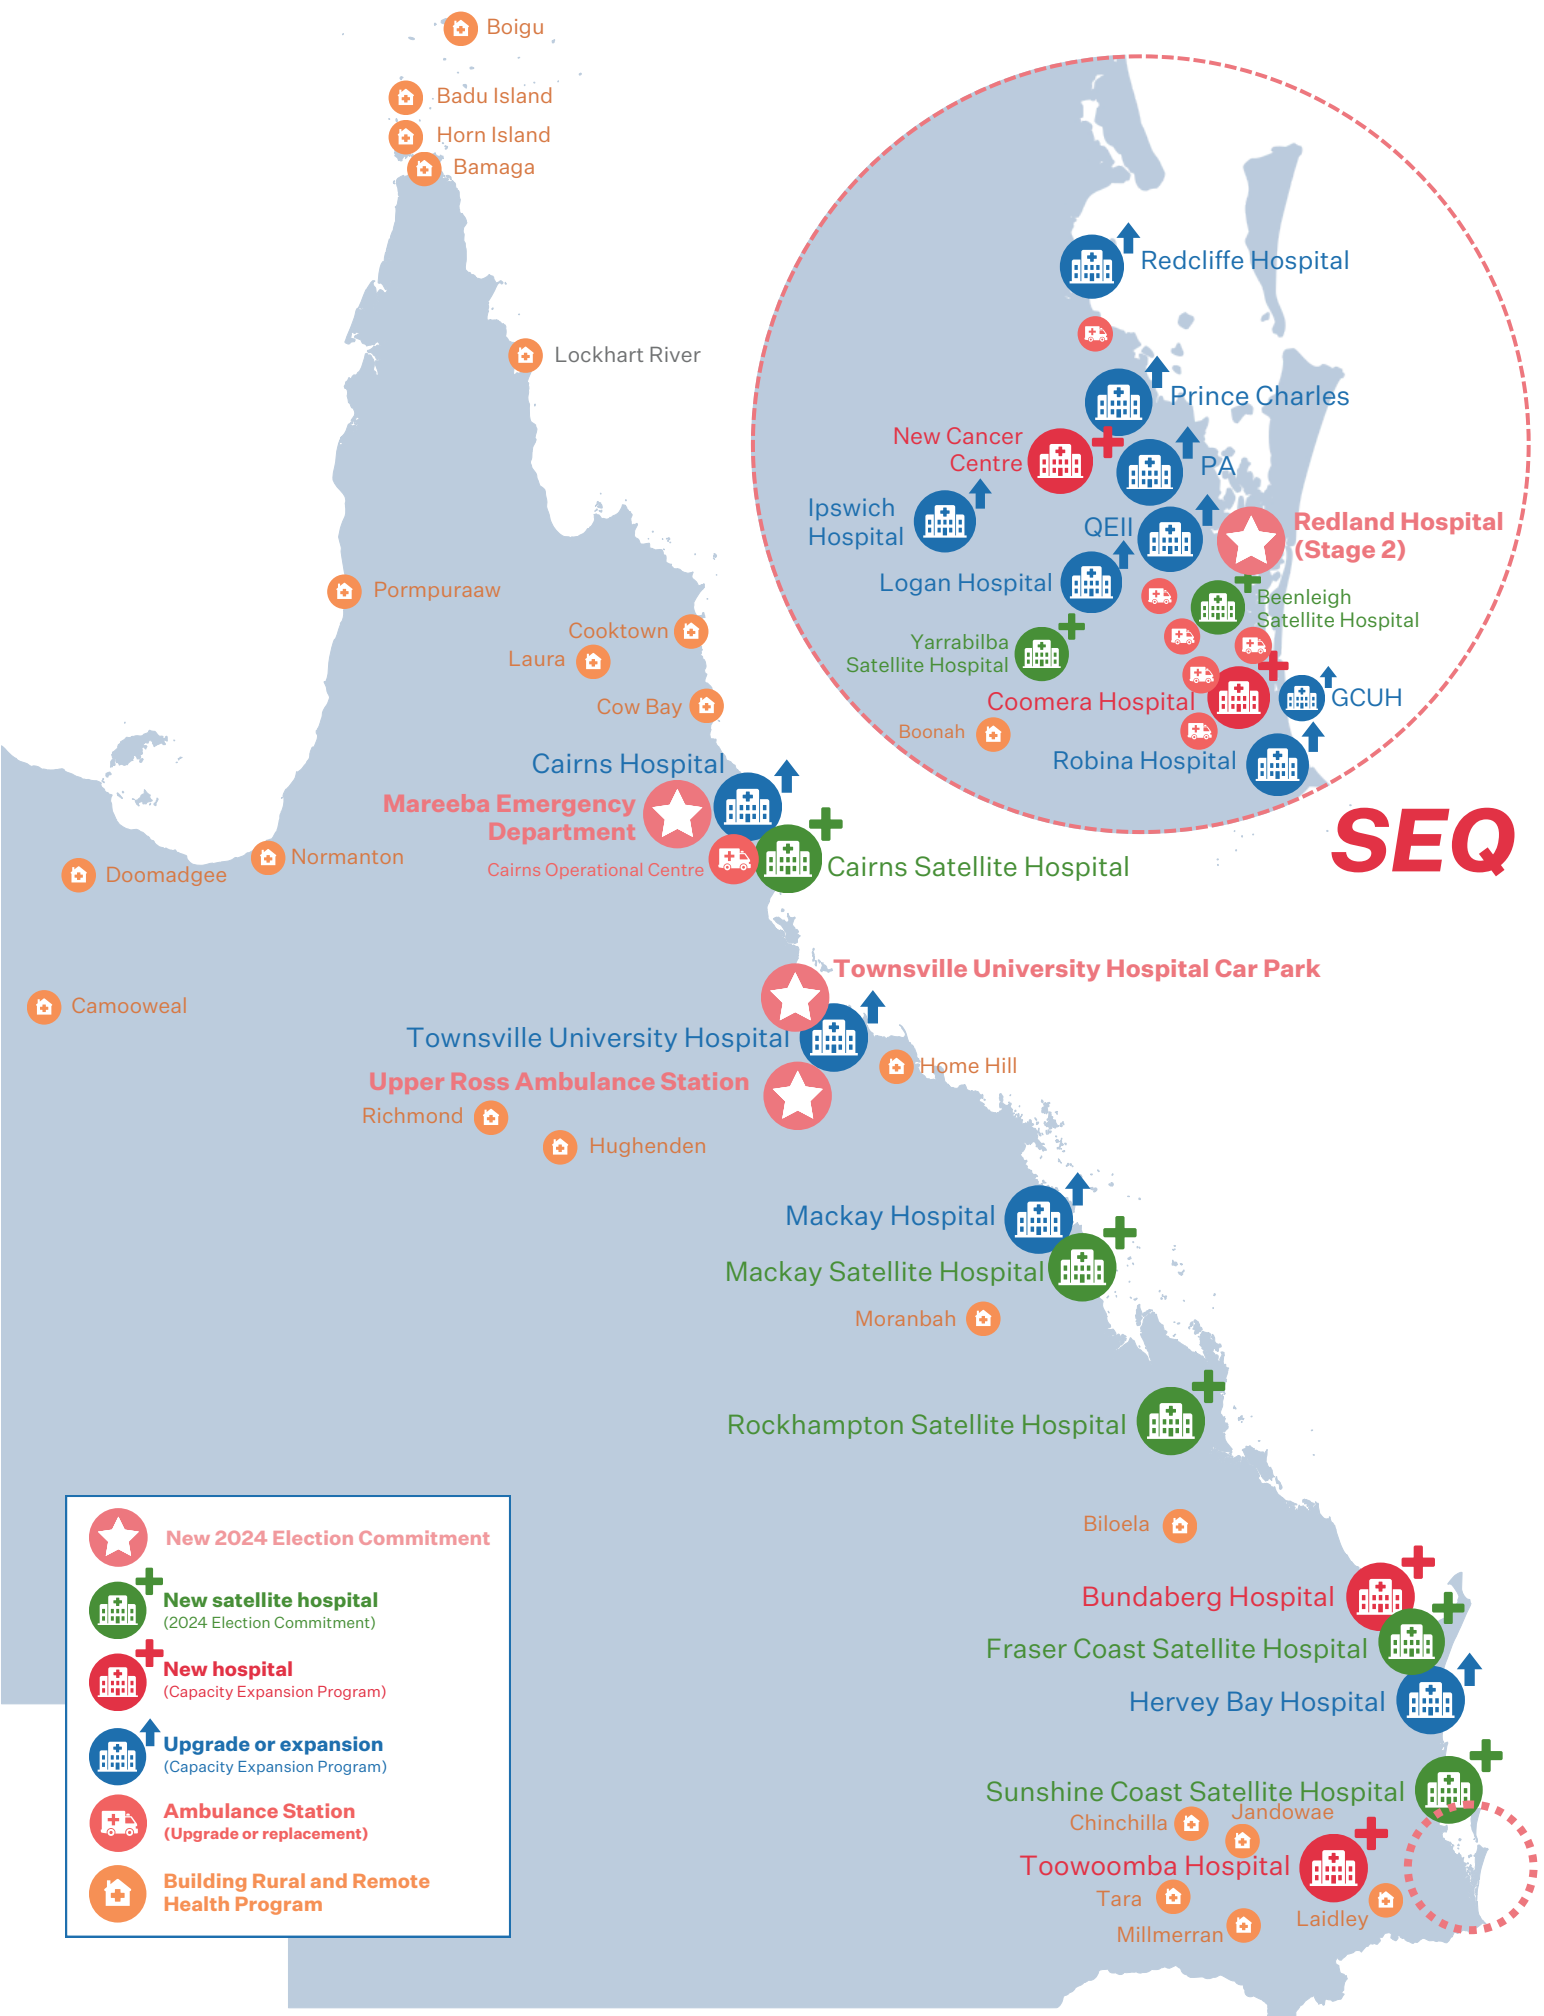 Boigu
Badu Island
Horn Island
Bamaga
Lockhart River
Redcliffe Hospital
Prince Charles
New Cancer
Centre
PA
Ipswich
Hospital
QEII
Redland Hospital
(Stage 2)
Logan Hospital
Beenleigh
Satellite Hospital
Yarrabilba
Satellite Hospital
Coomera Hospital
GCUH
Boonah
Robina Hospital
SEQ
Pormpuraaw
Cooktown
Laura
Cow Bay
Cairns Hospital
Mareeba Emergency
Department
Cairns Operational Centre
Cairns Satellite Hospital
Normanton
Doomadgee
Camooweal
Townsville University Hospital Car Park
Townsville University Hospital
Home Hill
Upper Ross Ambulance Station
Richmond
Hughenden
Mackay Hospital
Mackay Satellite Hospital
Moranbah
Rockhampton Satellite Hospital
Biloela
Bundaberg Hospital
Fraser Coast Satellite Hospital
Hervey Bay Hospital
Sunshine Coast Satellite Hospital
Chinchilla
Jandowae
Toowoomba Hospital
Tara
Laidley
Millmerran
New 2024 Election Commitment
New satellite hospital
(2024 Election Commitment)
New hospital
(Capacity Expansion Program)
Upgrade or expansion
(Capacity Expansion Program)
Ambulance Station
(Upgrade or replacement)
Building Rural and Remote
Health Program